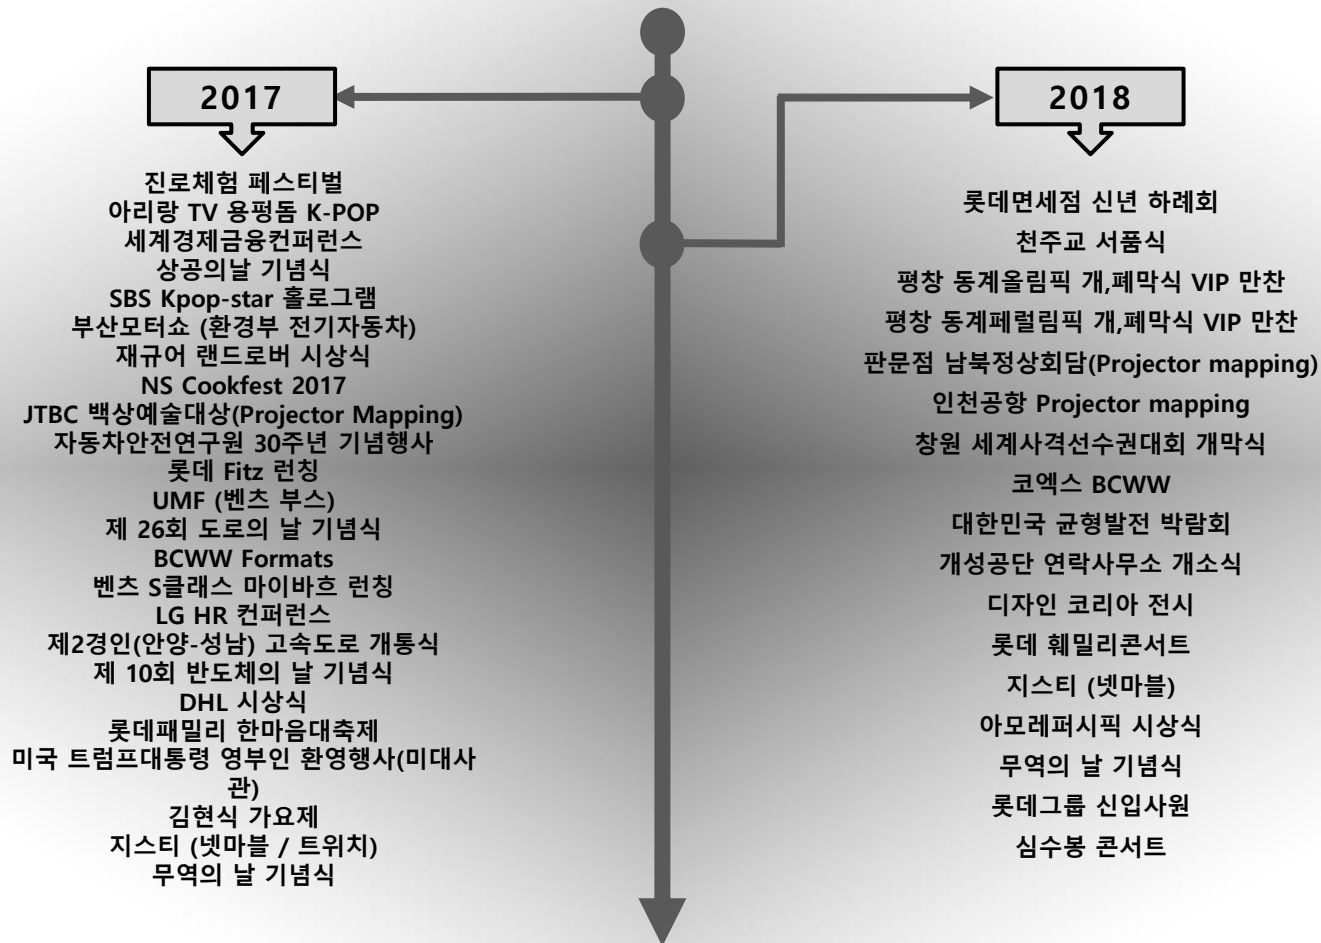 2017
진로체험 페스티벌
아리랑 TV 용평돔 K-POP
세계경제금융컨퍼런스
상공의날 기념식
SBS Kpop-star 홀로그램
부산모터쇼 (환경부 전기자동차)
재규어 랜드로버 시상식
NS Cookfest 2017
JTBC 백상예술대상(Projector Mapping)
자동차안전연구원 30주년 기념행사
롯데 Fitz 런칭
UMF (벤츠 부스)
제 26회 도로의 날 기념식
BCWW Formats
벤츠 S클래스 마이바흐 런칭
LG HR 컨퍼런스
제2경인(안양-성남) 고속도로 개통식
제 10회 반도체의 날 기념식
DHL 시상식
롯데패밀리 한마음대축제
미국 트럼프대통령 영부인 환영행사(미대사
관)
김현식 가요제
지스티 (넷마블 / 트위치)
무역의 날 기념식
2018
롯데면세점 신년 하례회
천주교 서품식
평창 동계올림픽 개,폐막식 VIP 만찬
평창 동계페럴림픽 개,폐막식 VIP 만찬
판문점 남북정상회담(Projector mapping)
인천공항 Projector mapping
창원 세계사격선수권대회 개막식
코엑스 BCWW
대한민국 균형발전 박람회
개성공단 연락사무소 개소식
디자인 코리아 전시
롯데 훼밀리콘서트
지스티 (넷마블)
아모레퍼시픽 시상식
무역의 날 기념식
롯데그룹 신입사원
심수봉 콘서트